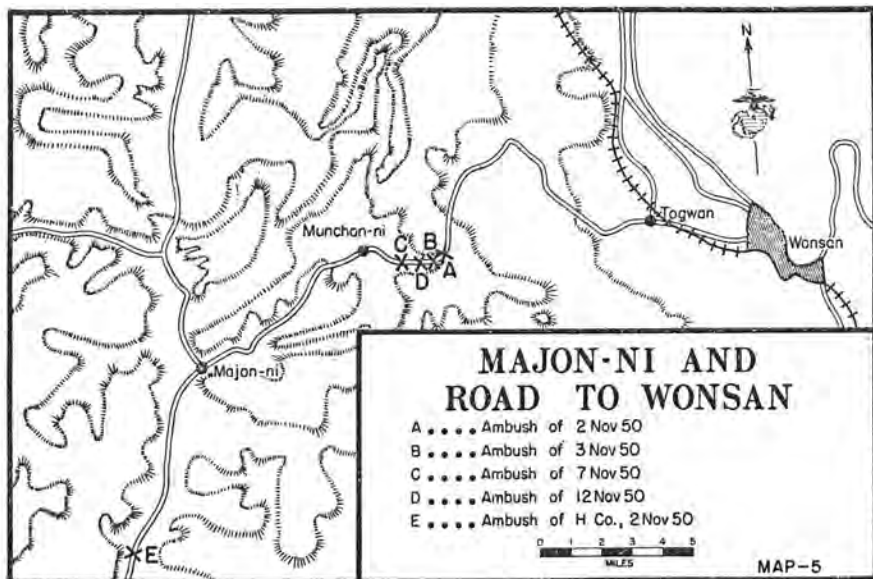 N
Togwan
Wonsan
Munchon-ni
C
B
D
A
Majon-ni
E
MAJON-NI AND
ROAD TO WONSAN
A •••• Ambush of 2 Nov 50
B •••• Ambush of 3 Nov 50
C •••• Ambush of 7 Nov 50
D •••• Ambush of 12 Nov 50
E •••• Ambush of H Co., 2 Nov 50
0 1 2 3 4 5
MILES
MAP-5